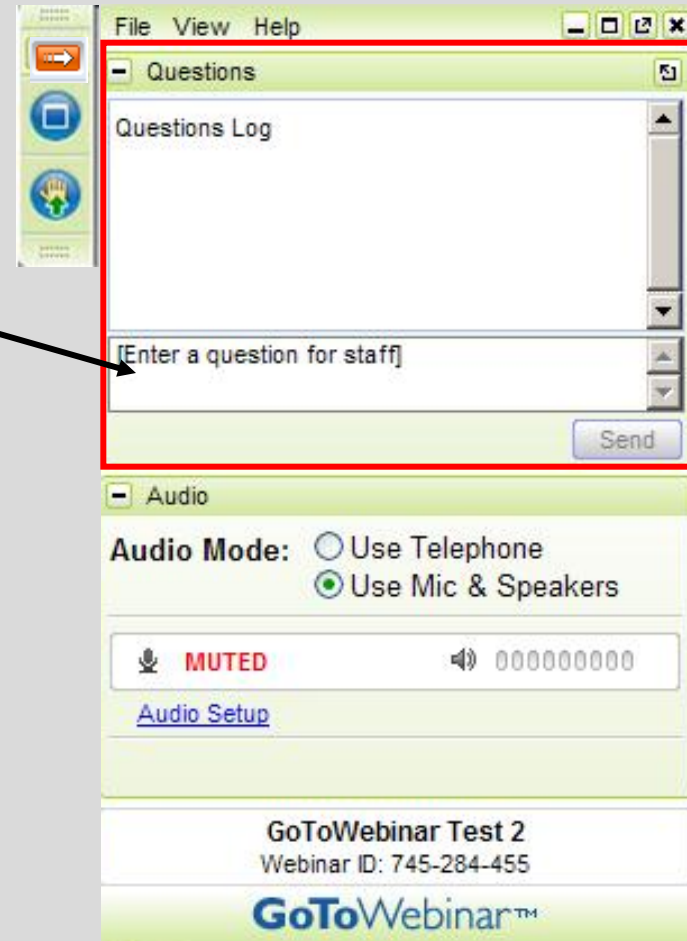 File View Help
Questions
Questions Log
[Enter a question for staff]
Send
Audio
Audio Mode: Use Telephone
Use Mic & Speakers
MUTED 000000000
Audio Setup
GoToWebinar Test 2
Webinar ID: 745-284-455
GoToWebinar™